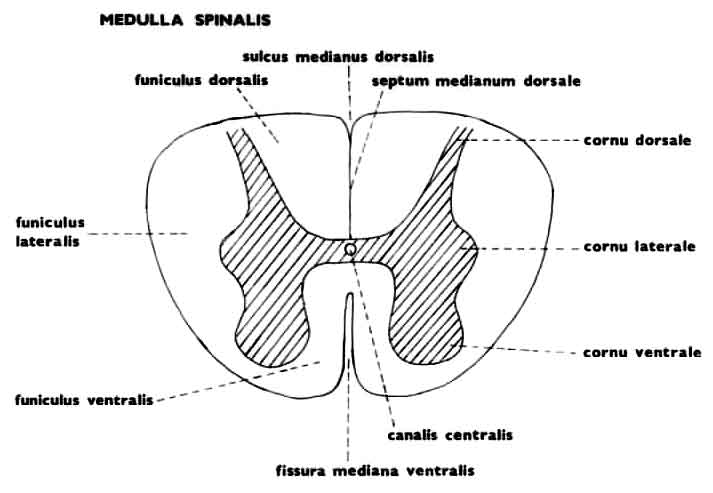 MEDULLA SPINALIS
sulcus medianus dorsalis
funiculus dorsalis
septum medianum dorsale
cornu dorsale
funiculus
lateralis
cornu laterale
cornu ventrale
funiculus ventralis
canalis centralis
fissura mediana ventralis